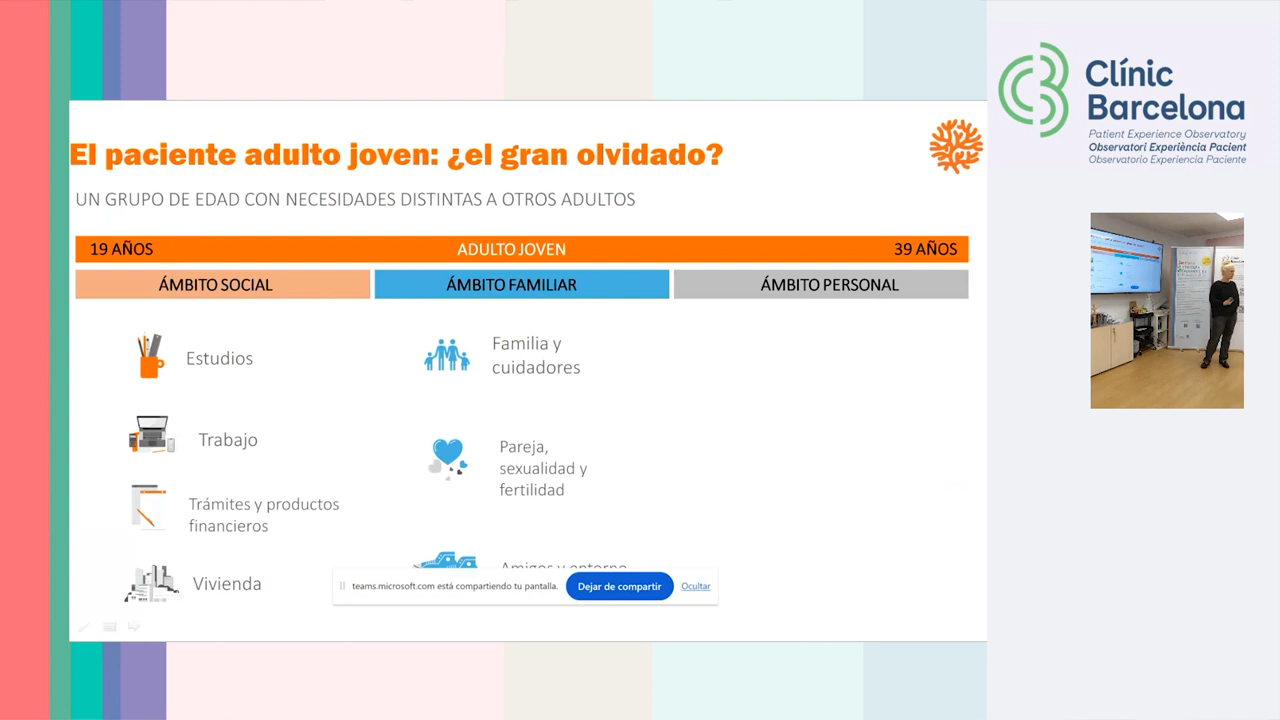 El paciente adulto joven: ¿el gran olvidado?
UN GRUPO DE EDAD CON NECESIDADES DISTINTAS A OTROS ADULTOS
19 AÑOS ADULTO JOVEN 39 AÑOS
ÁMBITO SOCIAL ÁMBITO FAMILIAR ÁMBITO PERSONAL
Estudios
Trabajo
Trámites y productos
financieros
Vivienda
Familia y
cuidadores
Pareja,
sexualidad y
fertilidad
Amigos y entorno
teams.microsoft.com está compartiendo tu pantalla. Dejar de compartir Ocultar
Clínic
Barcelona
Patient Experience Observatory
Observatori Experiència Pacient
Observatorio Experiencia Paciente